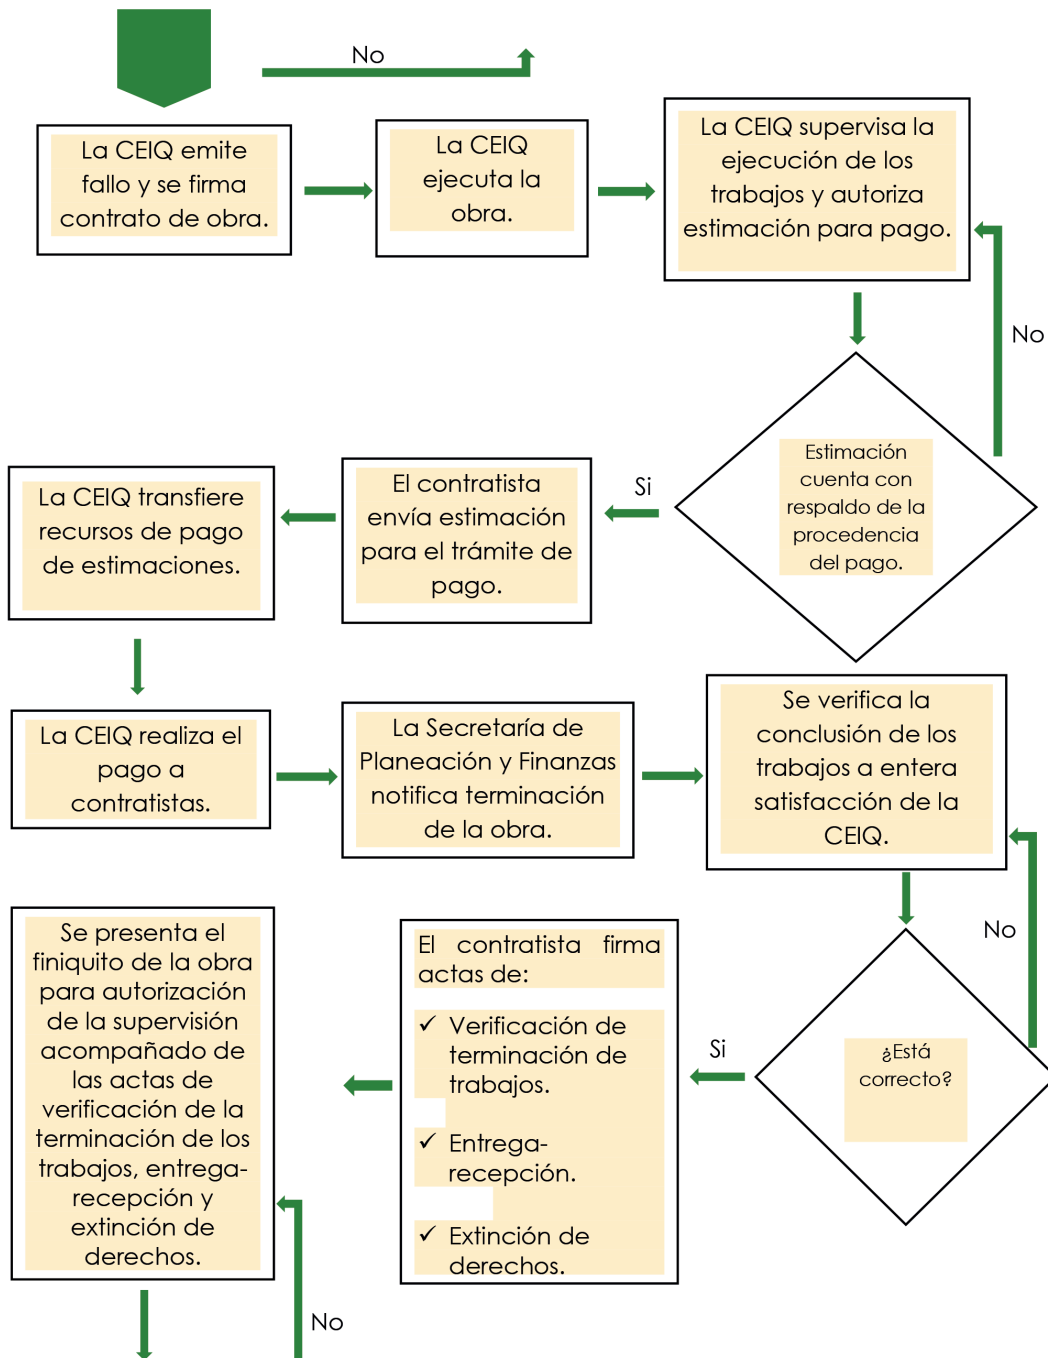 No
La CEIQ emite
fallo y se firma
contrato de obra.
La CEIQ
ejecuta la
obra.
La CEIQ supervisa la
ejecución de los
trabajos y autoriza
estimación para pago.
No
Estimación
cuenta con
respaldo de la
procedencia
del pago.
Si
El contratista
envía estimación
para el trámite de
pago.
La CEIQ transfiere
recursos de pago
de estimaciones.
La CEIQ realiza el
pago a
contratistas.
La Secretaría de
Planeación y Finanzas
notifica terminación
de la obra.
Se verifica la
conclusión de los
trabajos a entera
satisfacción de la
CEIQ.
No
¿Está
correcto?
Si
El contratista firma
actas de:
✓ Verificación de
terminación de
trabajos.
✓ Entrega-
recepción.
✓ Extinción de
derechos.
Se presenta el
finiquito de la obra
para autorización
de la supervisión
acompañado de
las actas de
verificación de la
terminación de los
trabajos, entrega-
recepción y
extinción de
derechos.
No